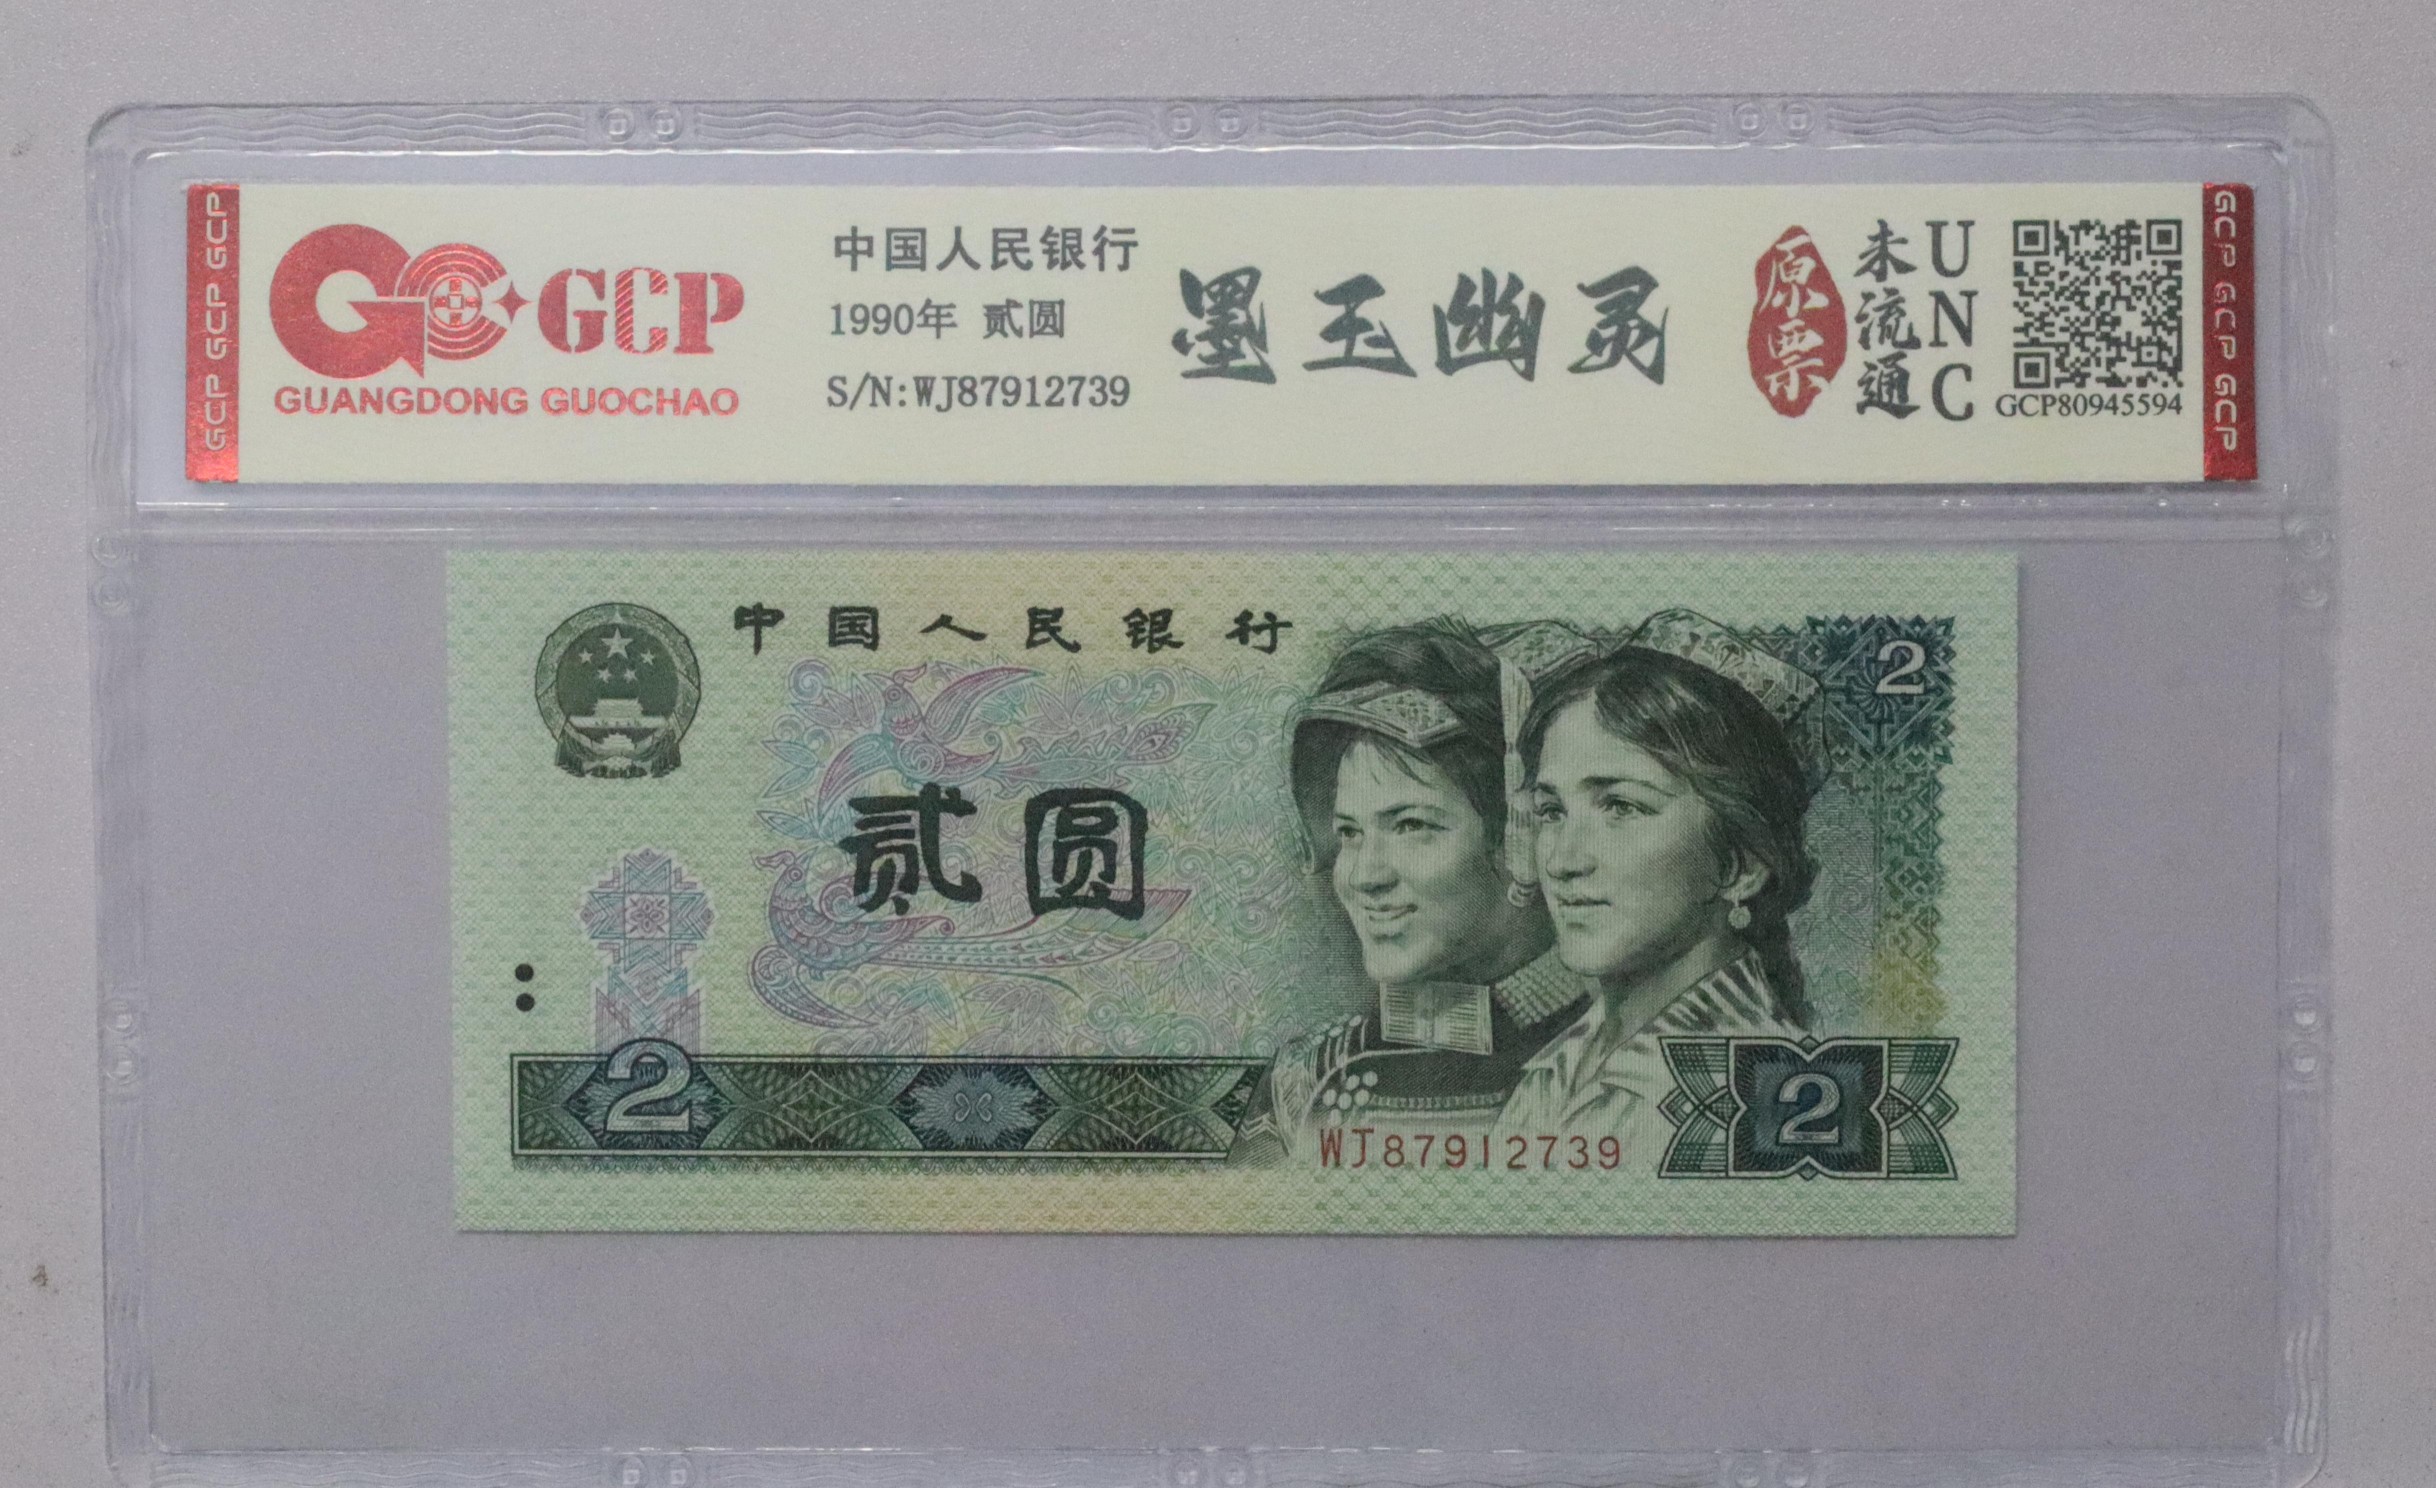 GCP GCP GCP
GCP
GUANGDONG GUOCHAO
中国人民银行
1990年 贰圆
S/N:WJ87912739
墨玉幽灵
原票
未流通
UNC
GCP80945594
GCP GCP GCP
中国人民银行
2
贰圆
2
2
WJ87912739